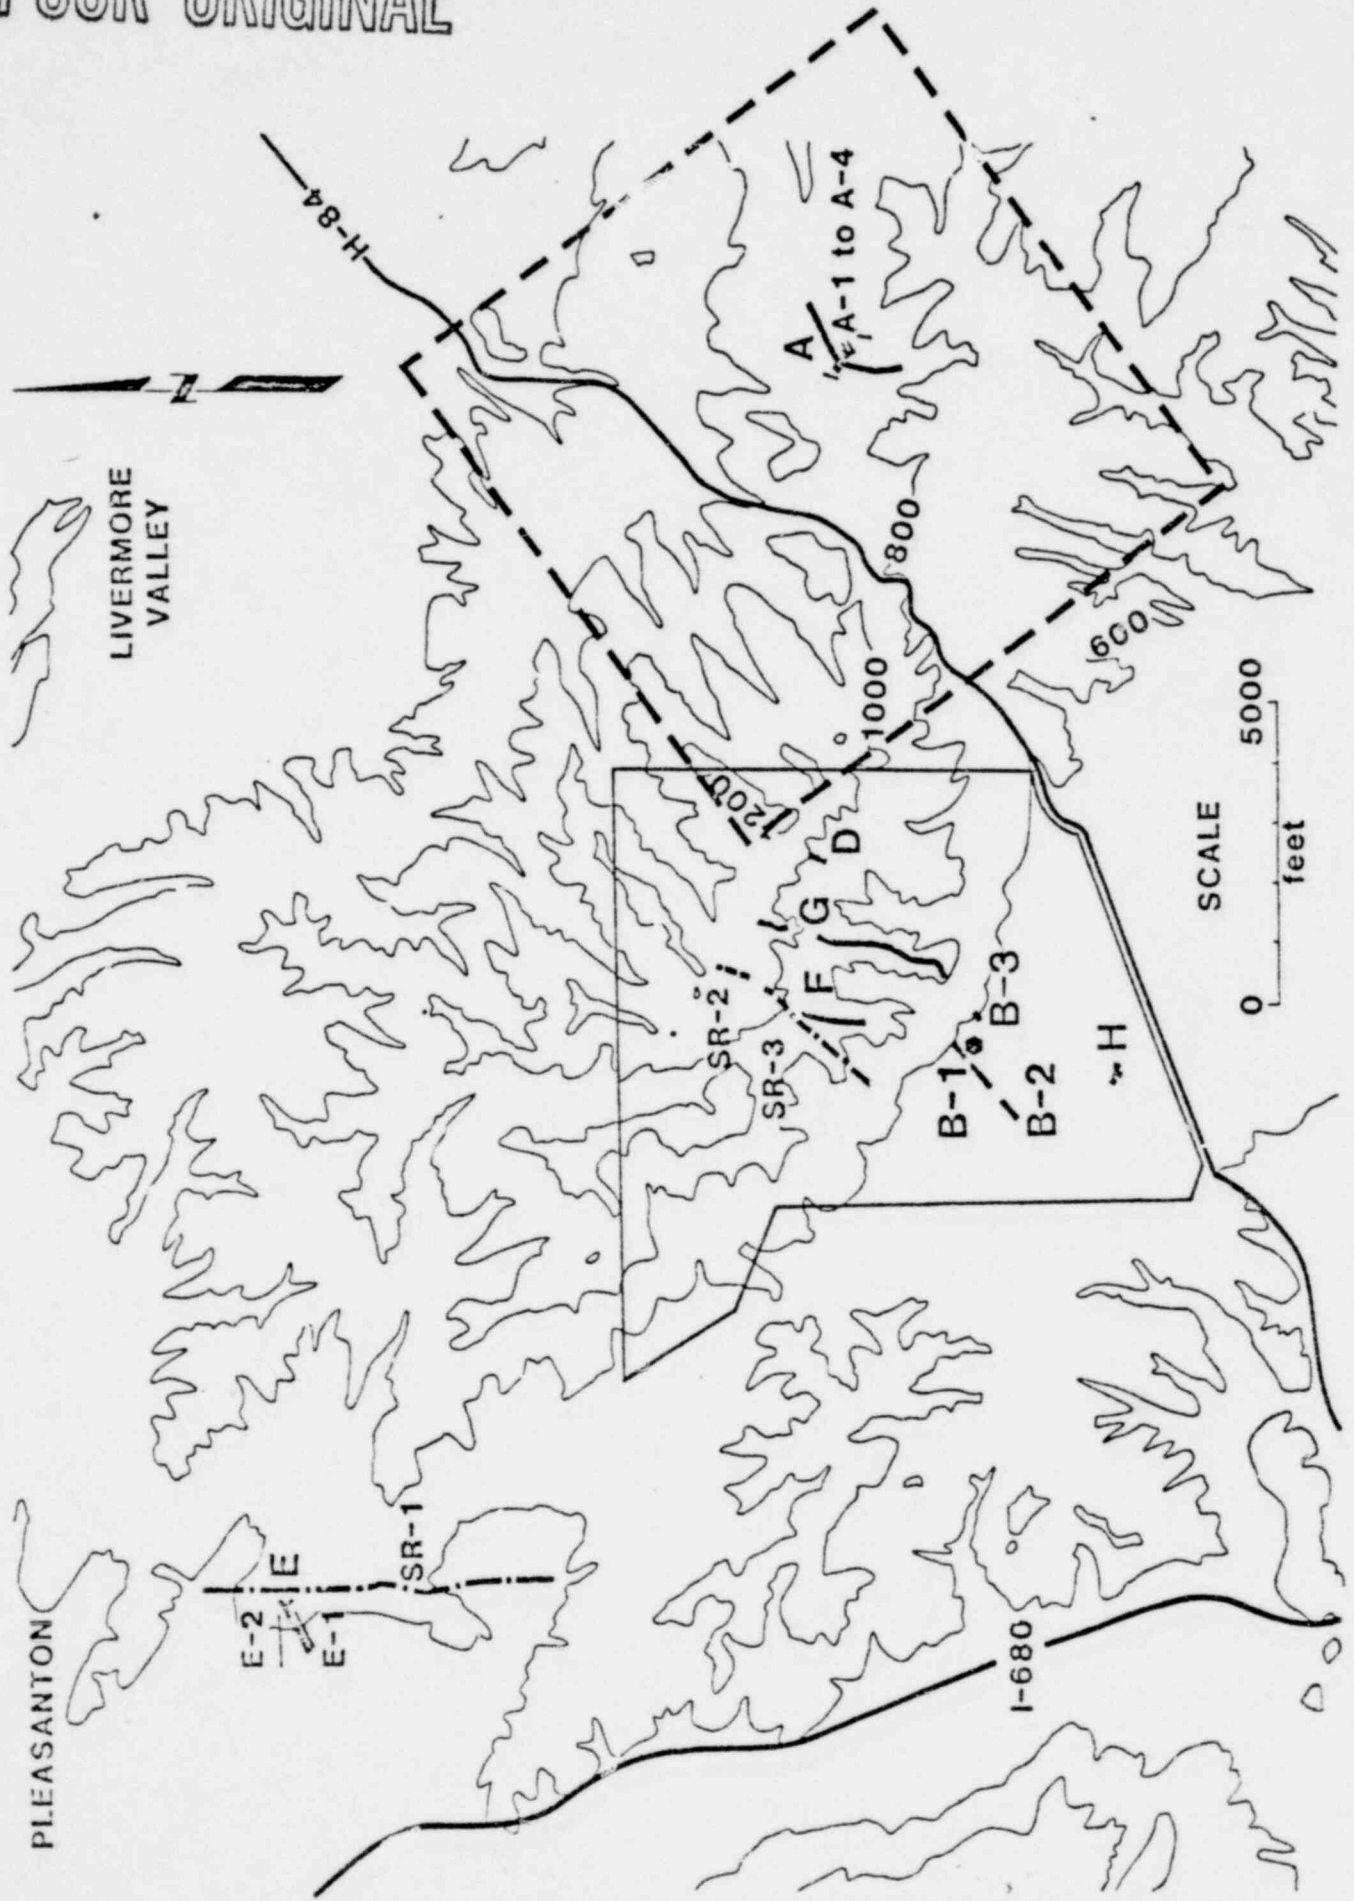 POOR ORIGINAL
PLEASANTON
LIVERMORE
VALLEY
N
H-84
E-2
E
E-1
SR-1
A
A-1 to A-4
800
1000
1200
600
SR-2
SR-3
D
G
F
B-1
B-3
B-2
H
I-680
SCALE
0
5000
feet